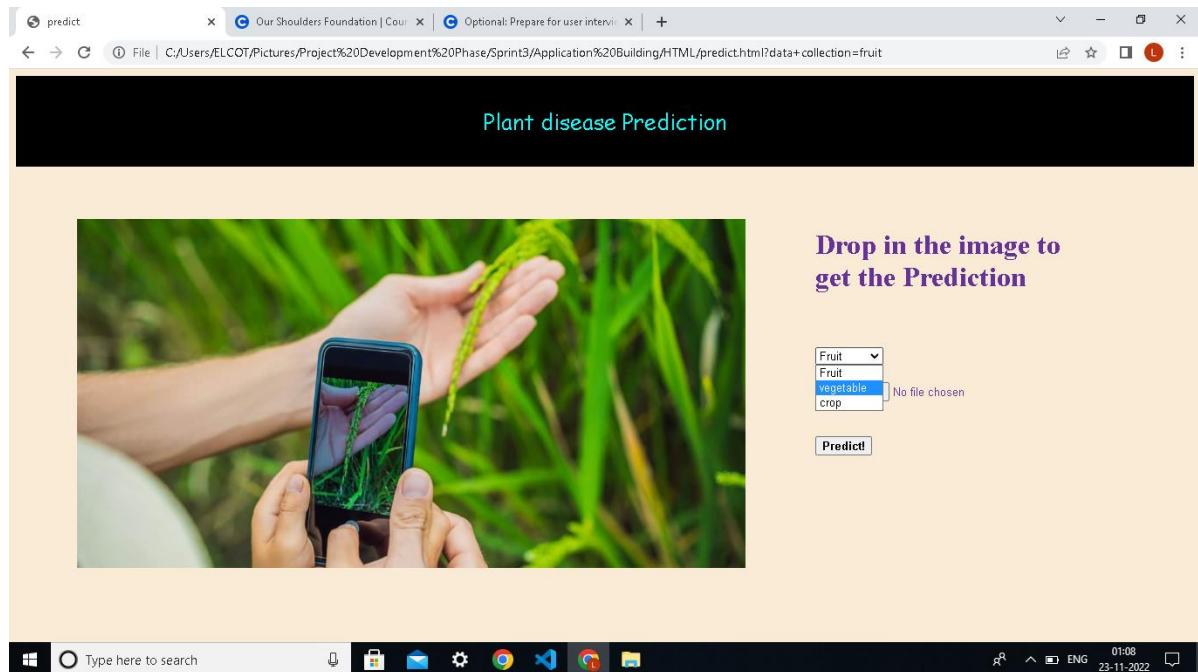 predict
Our Shoulders Foundation | Cour
Optional: Prepare for user intervie
File | C:/Users/ELCOT/Pictures/Project%20Development%20Phase/Sprint3/Application%20Building/HTML/predict.html?data+collection=fruit
L
Plant disease Prediction
Drop in the image to
get the Prediction
Fruit
Fruit
vegetable
No file chosen
crop
Predict!
Type here to search
ENG
01:08
23-11-2022